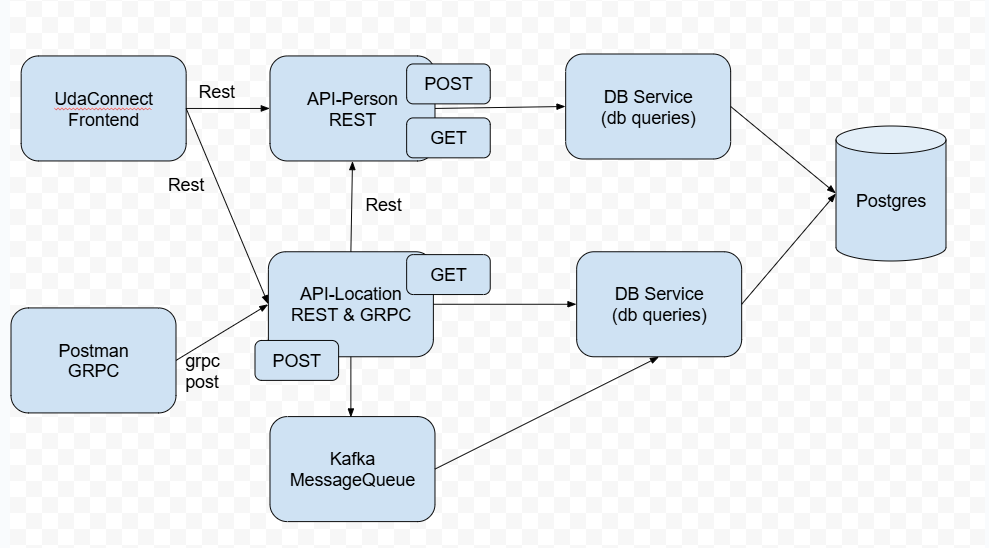 UdaConnect
Frontend
Rest
API-Person
REST
POST
GET
DB Service
(db queries)
Postgres
Rest
Rest
API-Location
REST & GRPC
GET
POST
DB Service
(db queries)
Postman
GRPC
grpc
post
Kafka
MessageQueue